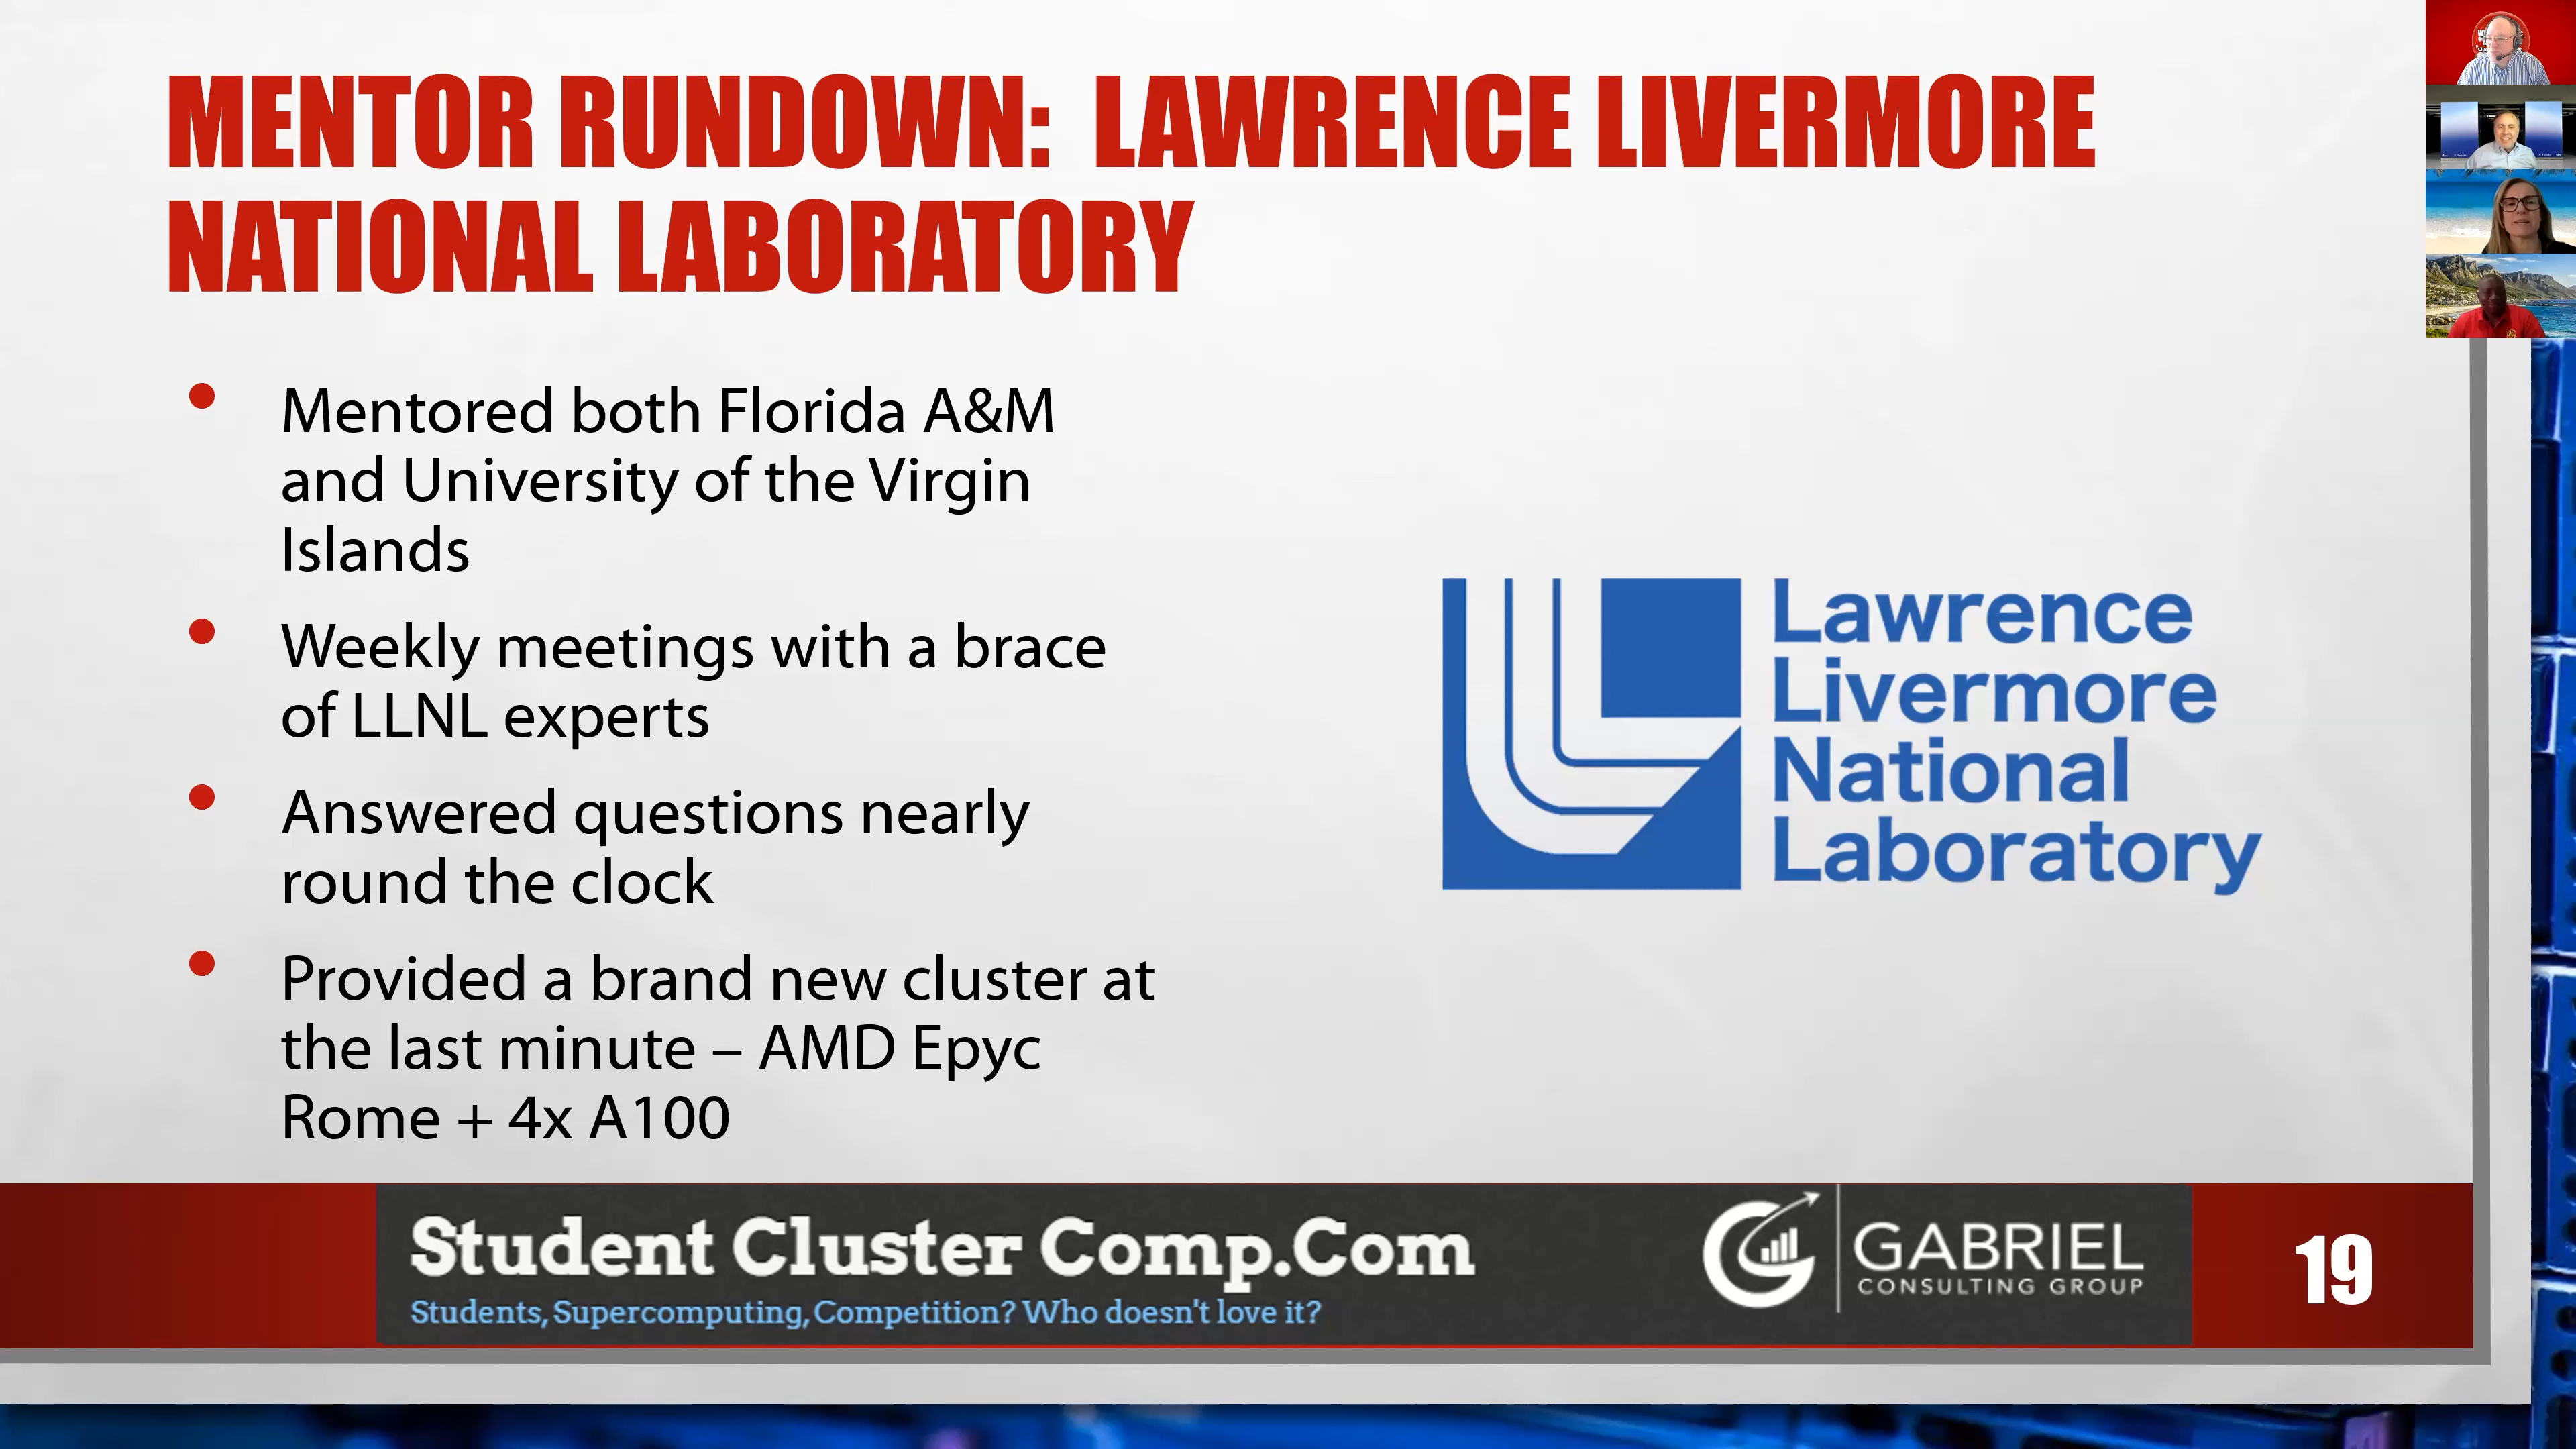 MENTOR RUNDOWN: LAWRENCE LIVERMORE
NATIONAL LABORATORY
• Mentored both Florida A&M
and University of the Virgin
Islands
• Weekly meetings with a brace
of LLNL experts
• Answered questions nearly
round the clock
• Provided a brand new cluster at
the last minute – AMD Epyc
Rome + 4x A100
Lawrence
Livermore
National
Laboratory
Student Cluster Comp.Com
Students, Supercomputing, Competition? Who doesn't love it?
GABRIEL
CONSULTING GROUP
19